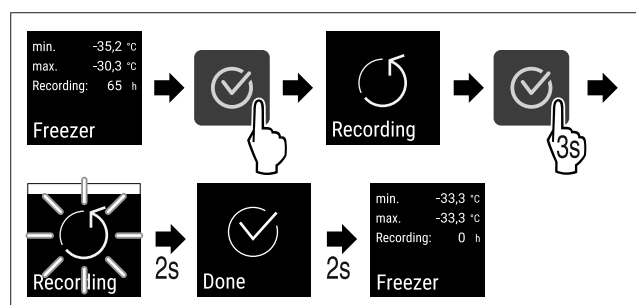 min. -35,2 °C
max. -30,3 °C
Recording: 65 h
Freezer
Recording
3s
Recording
2s
Done
2s
min. -33,3 °C
max. -33,3 °C
Recording: 0 h
Freezer